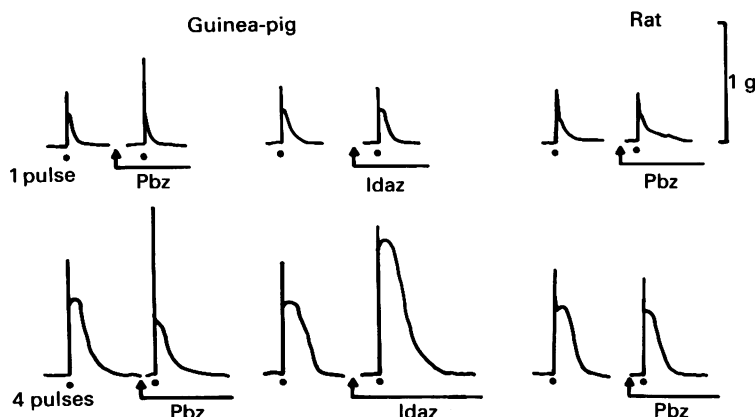 Guinea-pig
Rat
1 g
1 pulse
Pbz
Idaz
Pbz
4 pulses
Pbz
Idaz
Pbz